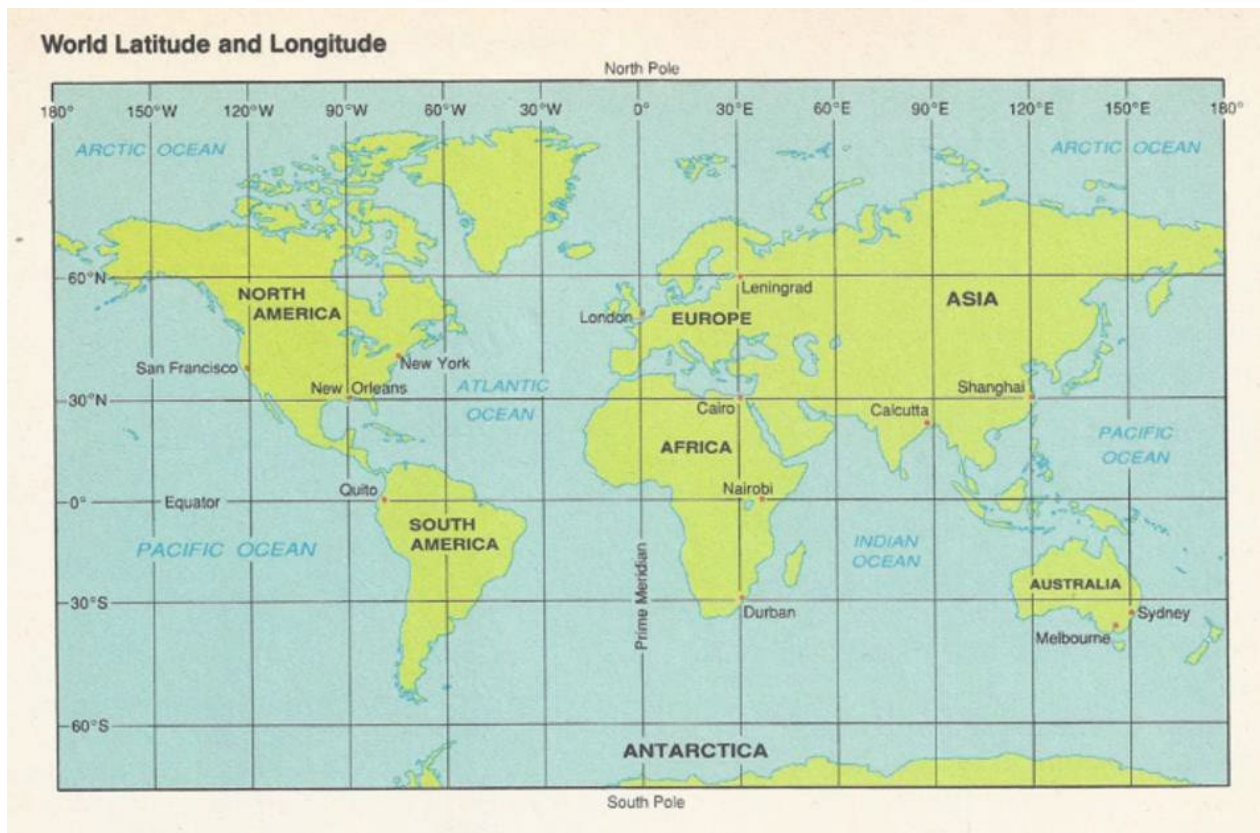 World Latitude and Longitude
North Pole
180° 150°W 120°W 90°W 60°W 30°W 0° 30°E 60°E 90°E 120°E 150°E 180°
ARCTIC OCEAN
ARCTIC OCEAN
60°N
NORTH
AMERICA
Leningrad
ASIA
London
EUROPE
San Francisco
New York
New Orleans
ATLANTIC
OCEAN
30°N
Cairo
Calcutta
Shanghai
AFRICA
PACIFIC
OCEAN
Quito
Nairobi
0°
Equator
SOUTH
AMERICA
PACIFIC OCEAN
INDIAN
OCEAN
Prime Meridian
AUSTRALIA
30°S
Durban
Sydney
Melbourne
60°S
ANTARCTICA
South Pole